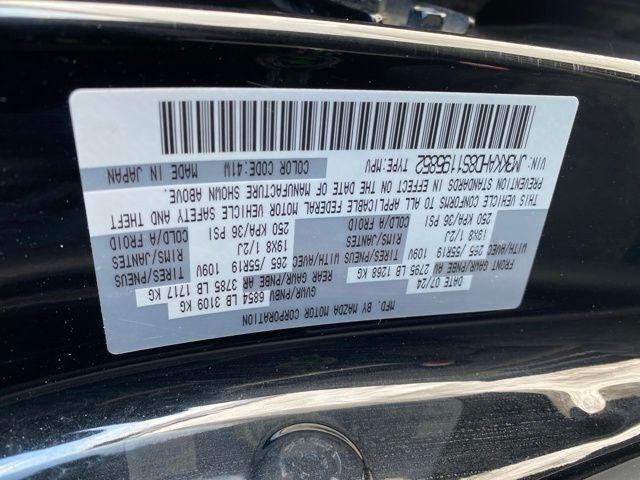 MFD. BY MAZDA MOTOR CORPORATION
DATE 07/24 GVWR/PNBV 6854 LB 3109 KG
FRONT GAWR/PNBE AV 2795 LB 1268 KG REAR GAWR/PNBE AR 3785 LB 1717 KG
WITH/AVEC 265 /55R19 109V TIRES/PNEUS WITH/AVEC 265 /55R19 109V TIRES/PNEUS
19X8 1/2J RIMS/JANTES 19X8 1/2J RIMS/JANTES
250 KPA/36 PSI COLD/A FROID 250 KPA/36 PSI COLD/A FROID
THIS VEHICLE CONFORMS TO ALL APPLICABLE FEDERAL MOTOR VEHICLE SAFETY AND THEFT
PREVENTION STANDARDS IN EFFECT ON THE DATE OF MANUFACTURE SHOWN ABOVE.
VIN: JM3KKAHD8S1195852 TYPE:MPV COLOR CODE:41W MADE IN JAPAN